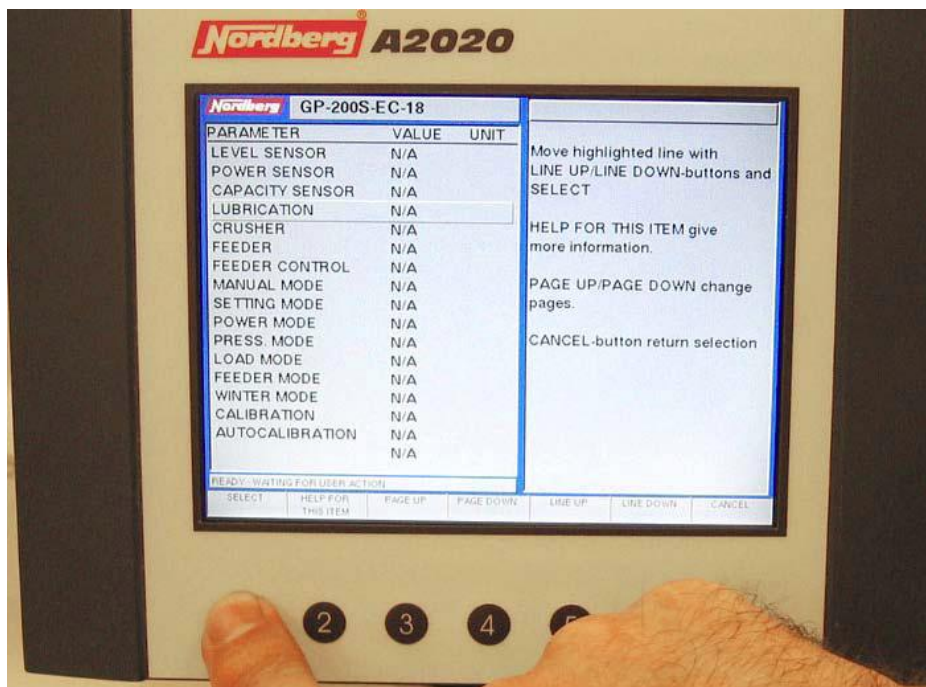 Nordberg A2020
Nordberg GP-200S-EC-18
PARAMETER VALUE UNIT
LEVEL SENSOR N/A
POWER SENSOR N/A
CAPACITY SENSOR N/A
LUBRICATION N/A
CRUSHER N/A
FEEDER N/A
FEEDER CONTROL N/A
MANUAL MODE N/A
SETTING MODE N/A
POWER MODE N/A
PRESS. MODE N/A
LOAD MODE N/A
FEEDER MODE N/A
WINTER MODE N/A
CALIBRATION N/A
AUTOCALIBRATION N/A
N/A
READY - WAITING FOR USER ACTION
Move highlighted line with
LINE UP/LINE DOWN-buttons and
SELECT
HELP FOR THIS ITEM give
more information.
PAGE UP/PAGE DOWN change
pages.
CANCEL-button return selection
SELECT HELP FOR PAGE UP PAGE DOWN LINE UP LINE DOWN CANCEL
THIS ITEM
2 3 4